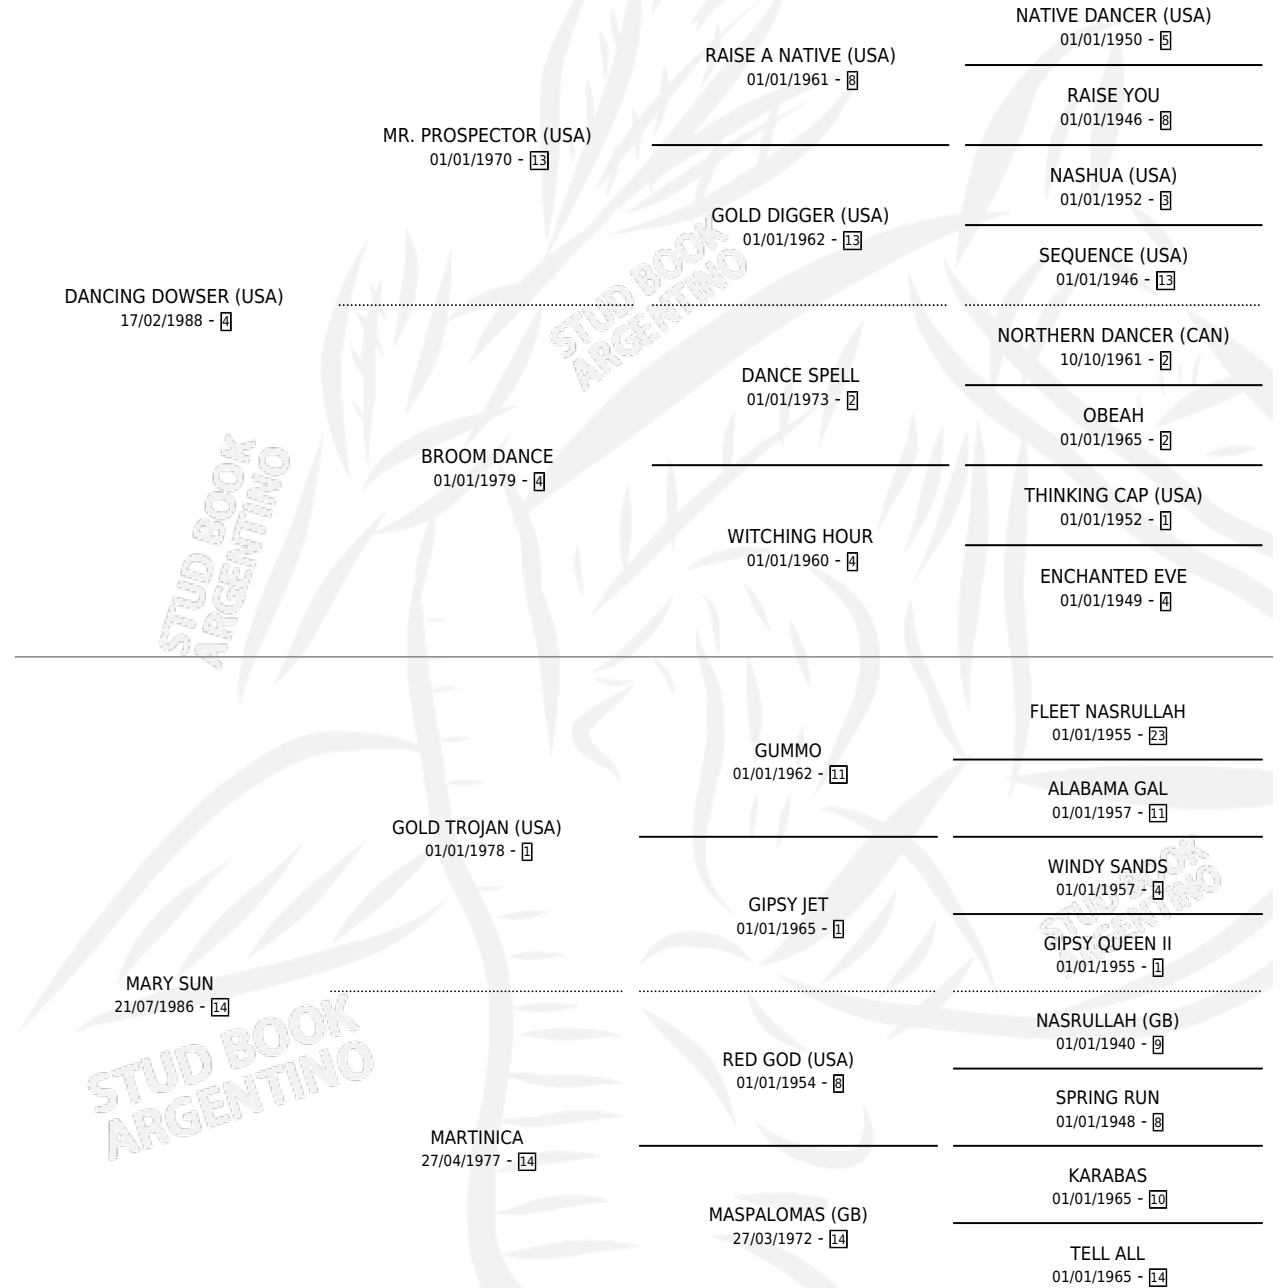 NATIVE DANCER (USA)
01/01/1950 - 5
RAISE A NATIVE (USA)
01/01/1961 - 8
RAISE YOU
01/01/1946 - 8
MR. PROSPECTOR (USA)
01/01/1970 - 13
NASHUA (USA)
01/01/1952 - 3
GOLD DIGGER (USA)
01/01/1962 - 13
SEQUENCE (USA)
01/01/1946 - 13
DANCING DOWSER (USA)
17/02/1988 - 4
STUD BOOK
ARGENTINO
NORTHERN DANCER (CAN)
10/10/1961 - 2
DANCE SPELL
01/01/1973 - 2
OBEAH
01/01/1965 - 2
BROOM DANCE
01/01/1979 - 4
STUD BOOK
ARGENTINO
THINKING CAP (USA)
01/01/1952 - 1
WITCHING HOUR
01/01/1960 - 4
ENCHANTED EVE
01/01/1949 - 4
FLEET NASRULLAH
01/01/1955 - 23
GUMMO
01/01/1962 - 11
ALABAMA GAL
01/01/1957 - 11
GOLD TROJAN (USA)
01/01/1978 - 1
WINDY SANDS
01/01/1957 - 4
STUD BOOK
ARGENTINO
GIPSY JET
01/01/1965 - 1
GIPSY QUEEN II
01/01/1955 - 1
MARY SUN
21/07/1986 - 14
STUD BOOK
ARGENTINO
NASRULLAH (GB)
01/01/1940 - 9
RED GOD (USA)
01/01/1954 - 8
SPRING RUN
01/01/1948 - 8
MARTINICA
27/04/1977 - 14
KARABAS
01/01/1965 - 10
MASPALOMAS (GB)
27/03/1972 - 14
TELL ALL
01/01/1965 - 14